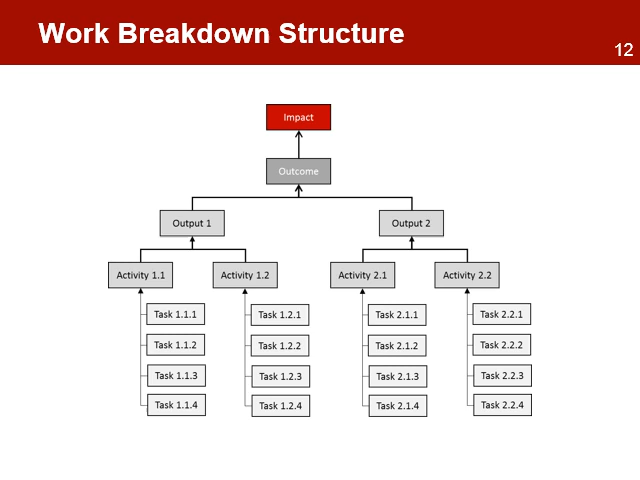 Work Breakdown Structure
12
Impact
Outcome
Output 1
Output 2
Activity 1.1
Activity 1.2
Activity 2.1
Activity 2.2
Task 1.1.1
Task 1.2.1
Task 2.1.1
Task 2.2.1
Task 1.1.2
Task 1.2.2
Task 2.1.2
Task 2.2.2
Task 1.1.3
Task 1.2.3
Task 2.1.3
Task 2.2.3
Task 1.1.4
Task 1.2.4
Task 2.1.4
Task 2.2.4